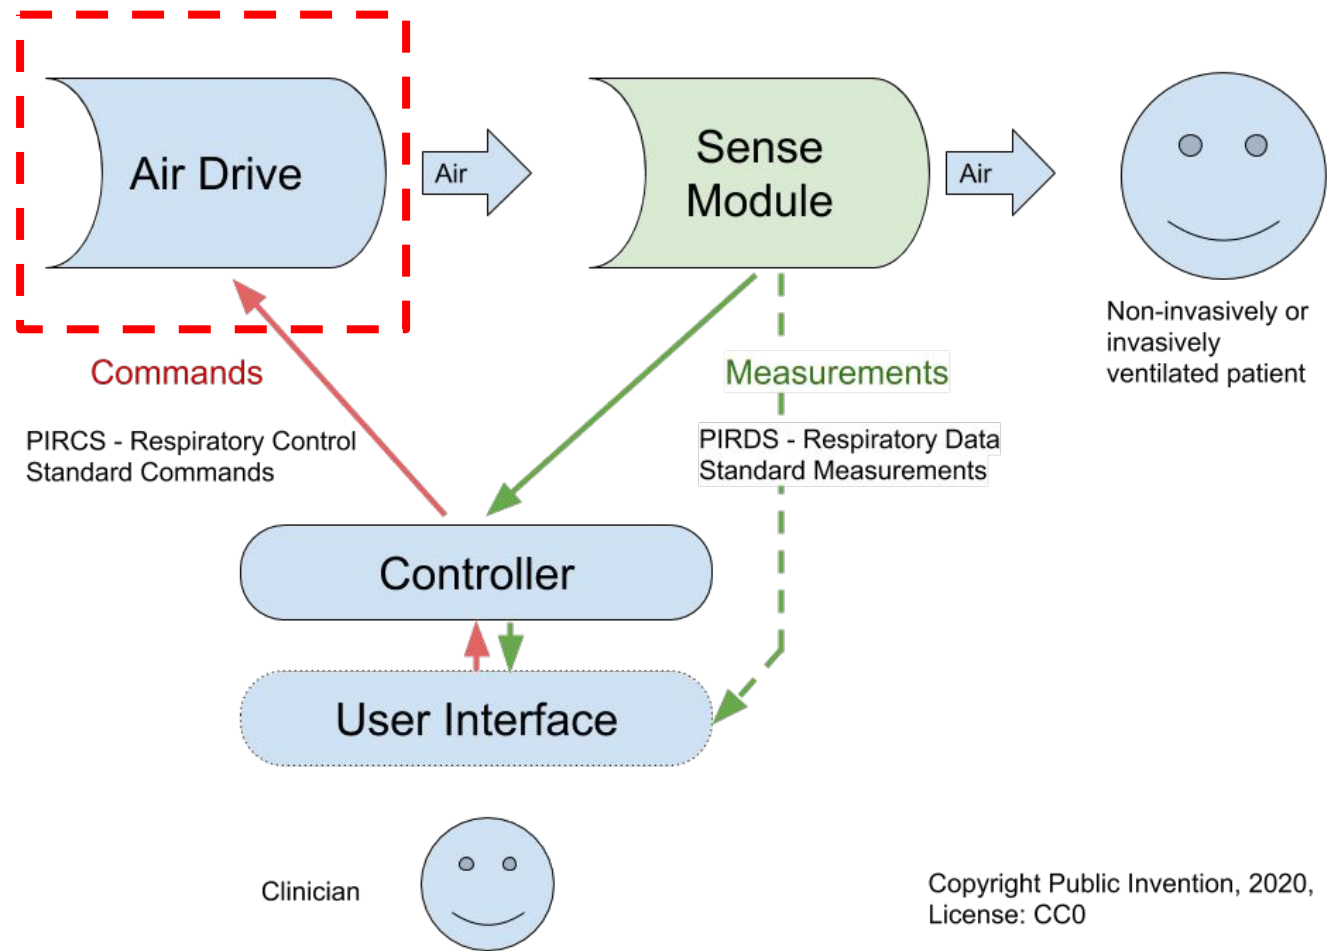 Air Drive
Air
Sense
Module
Air
Non-invasively or
invasively
ventilated patient
Commands
Measurements
PIRCS - Respiratory Control
Standard Commands
PIRDS - Respiratory Data
Standard Measurements
Controller
User Interface
Clinician
Copyright Public Invention, 2020,
License: CC0